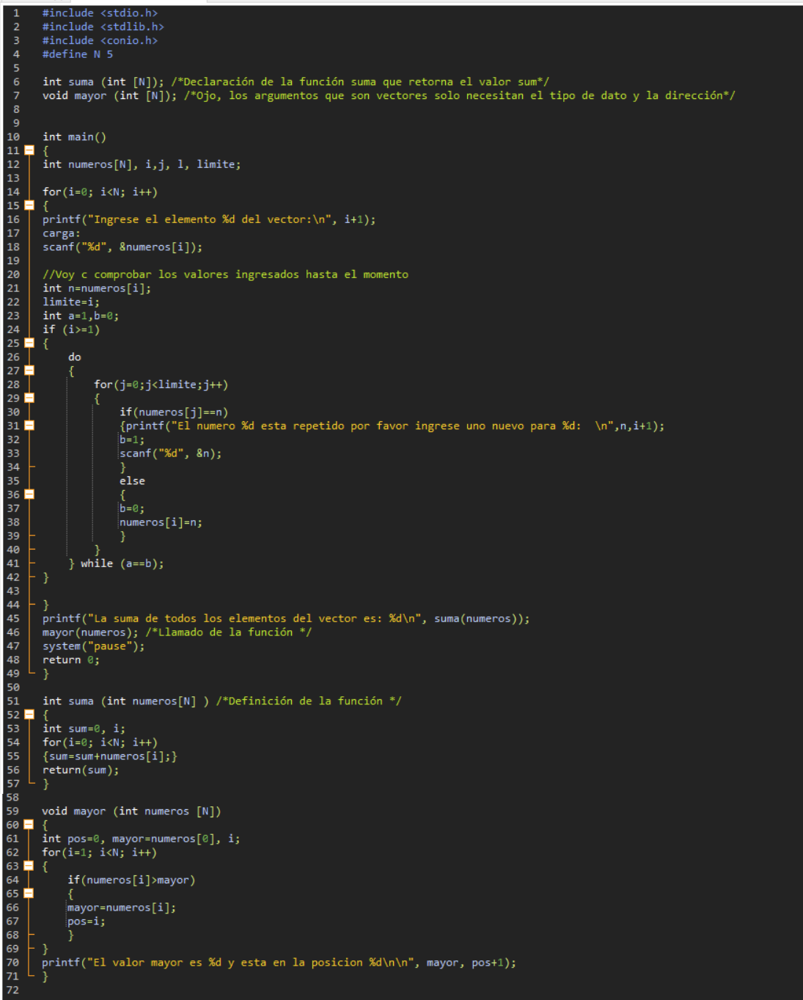 1 #include <stdio.h>
2 #include <stdlib.h>
3 #include <conio.h>
4 #define N 5
5
6 int suma (int [N]); /*Declaración de la función suma que retorna el valor sum*/
7 void mayor (int [N]); /*Ojo, los argumentos que son vectores solo necesitan el tipo de dato y la dirección*/
8
9
10 int main()
11 {
12 int numeros[N], i,j, l, limite;
13
14 for(i=0; i<N; i++)
15 {
16 printf("Ingrese el elemento %d del vector:\n", i+1);
17 carga:
18 scanf("%d", &numeros[i]);
19
20 //Voy c comprobar los valores ingresados hasta el momento
21 int n=numeros[i];
22 limite=i;
23 int a=1,b=0;
24 if (i>=1)
25 {
26 do
27 {
28 for(j=0;j<limite;j++)
29 {
30 if(numeros[j]==n)
31 {printf("El numero %d esta repetido por favor ingrese uno nuevo para %d:  \n",n,i+1);
32 b=1;
33 scanf("%d", &n);
34 }
35 else
36 {
37 b=0;
38 numeros[i]=n;
39 }
40 }
41 } while (a==b);
42 }
43
44 }
45 printf("La suma de todos los elementos del vector es: %d\n", suma(numeros));
46 mayor(numeros); /*Llamado de la función */
47 system("pause");
48 return 0;
49 }
50
51 int suma (int numeros[N] ) /*Definición de la función */
52 {
53 int sum=0, i;
54 for(i=0; i<N; i++)
55 {sum=sum+numeros[i];}
56 return(sum);
57 }
58
59 void mayor (int numeros [N])
60 {
61 int pos=0, mayor=numeros[0], i;
62 for(i=1; i<N; i++)
63 {
64 if(numeros[i]>mayor)
65 {
66 mayor=numeros[i];
67 pos=i;
68 }
69 }
70 printf("El valor mayor es %d y esta en la posicion %d\n\n", mayor, pos+1);
71 }
72